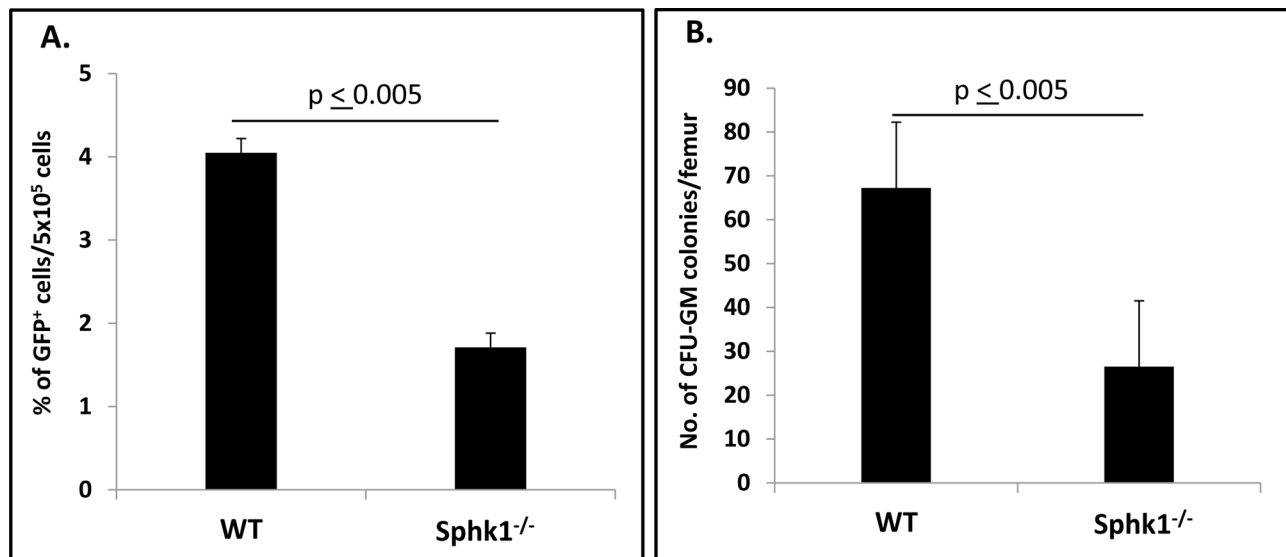 A.
% of GFP⁺ cells/5x10⁵ cells
5
4
3
2
1
0
p ≤ 0.005
WT
Sphk1⁻/⁻
B.
No. of CFU-GM colonies/femur
90
80
70
60
50
40
30
20
10
0
p ≤ 0.005
WT
Sphk1⁻/⁻